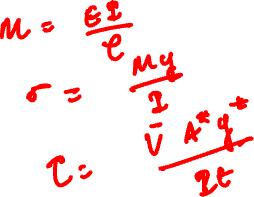 M = EI/ρ
σ = My/I
τ = V̄ A* y*/It